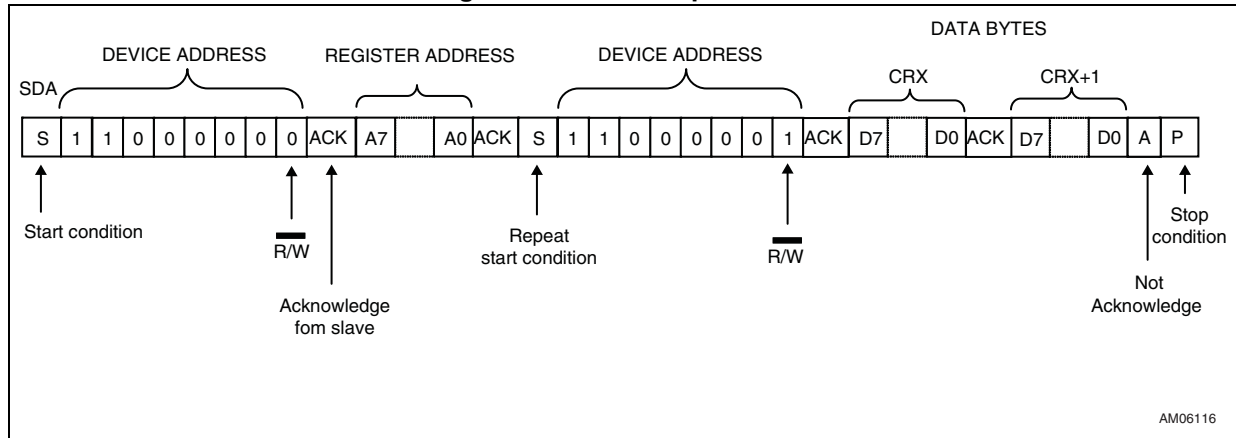 DATA BYTES
DEVICE ADDRESS REGISTER ADDRESS DEVICE ADDRESS
SDA CRX CRX+1
S 1 1 0 0 0 0 0 0 ACK A7 A0 ACK S 1 1 0 0 0 0 0 1 ACK D7 D0 ACK D7 D0 A P
Start condition
R/W
Acknowledge
fom slave
Repeat
start condition
R/W
Not
Acknowledge
Stop
condition
AM06116